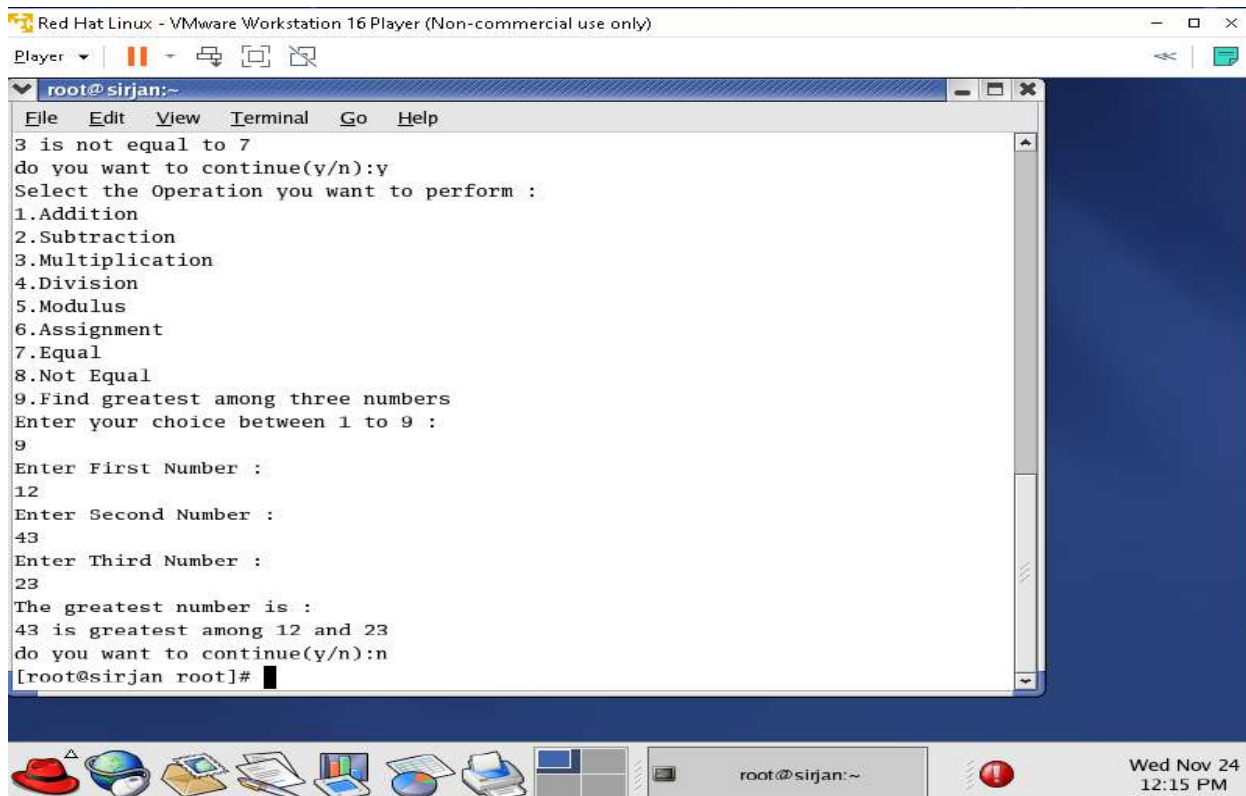 Red Hat Linux - VMware Workstation 16 Player (Non-commercial use only)
Player
root@sirjan:~
File Edit View Terminal Go Help
3 is not equal to 7
do you want to continue(y/n):y
Select the Operation you want to perform :
1.Addition
2.Subtraction
3.Multiplication
4.Division
5.Modulus
6.Assignment
7.Equal
8.Not Equal
9.Find greatest among three numbers
Enter your choice between 1 to 9 :
9
Enter First Number :
12
Enter Second Number :
43
Enter Third Number :
23
The greatest number is :
43 is greatest among 12 and 23
do you want to continue(y/n):n
[root@sirjan root]#
root@sirjan:~
Wed Nov 24
12:15 PM